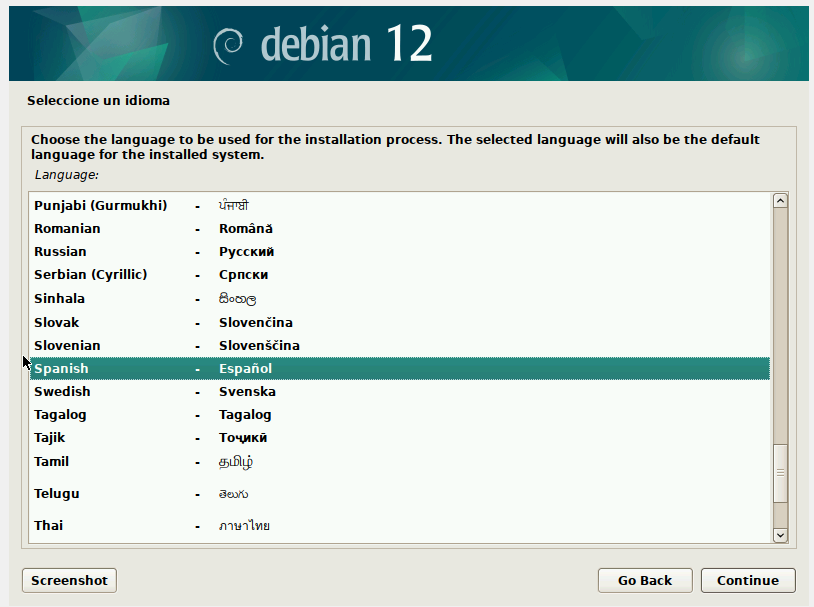 debian 12
Seleccione un idioma
Choose the language to be used for the installation process. The selected language will also be the default
language for the installed system.
Language:
Punjabi (Gurmukhi) - ਪੰਜਾਬੀ
Romanian - Română
Russian - Русский
Serbian (Cyrillic) - Српски
Sinhala - සිංහල
Slovak - Slovenčina
Slovenian - Slovenščina
Spanish - Español
Swedish - Svenska
Tagalog - Tagalog
Tajik - Тоҷикӣ
Tamil - தமிழ்
Telugu - తెలుగు
Thai - ภาษาไทย
Screenshot Go Back Continue